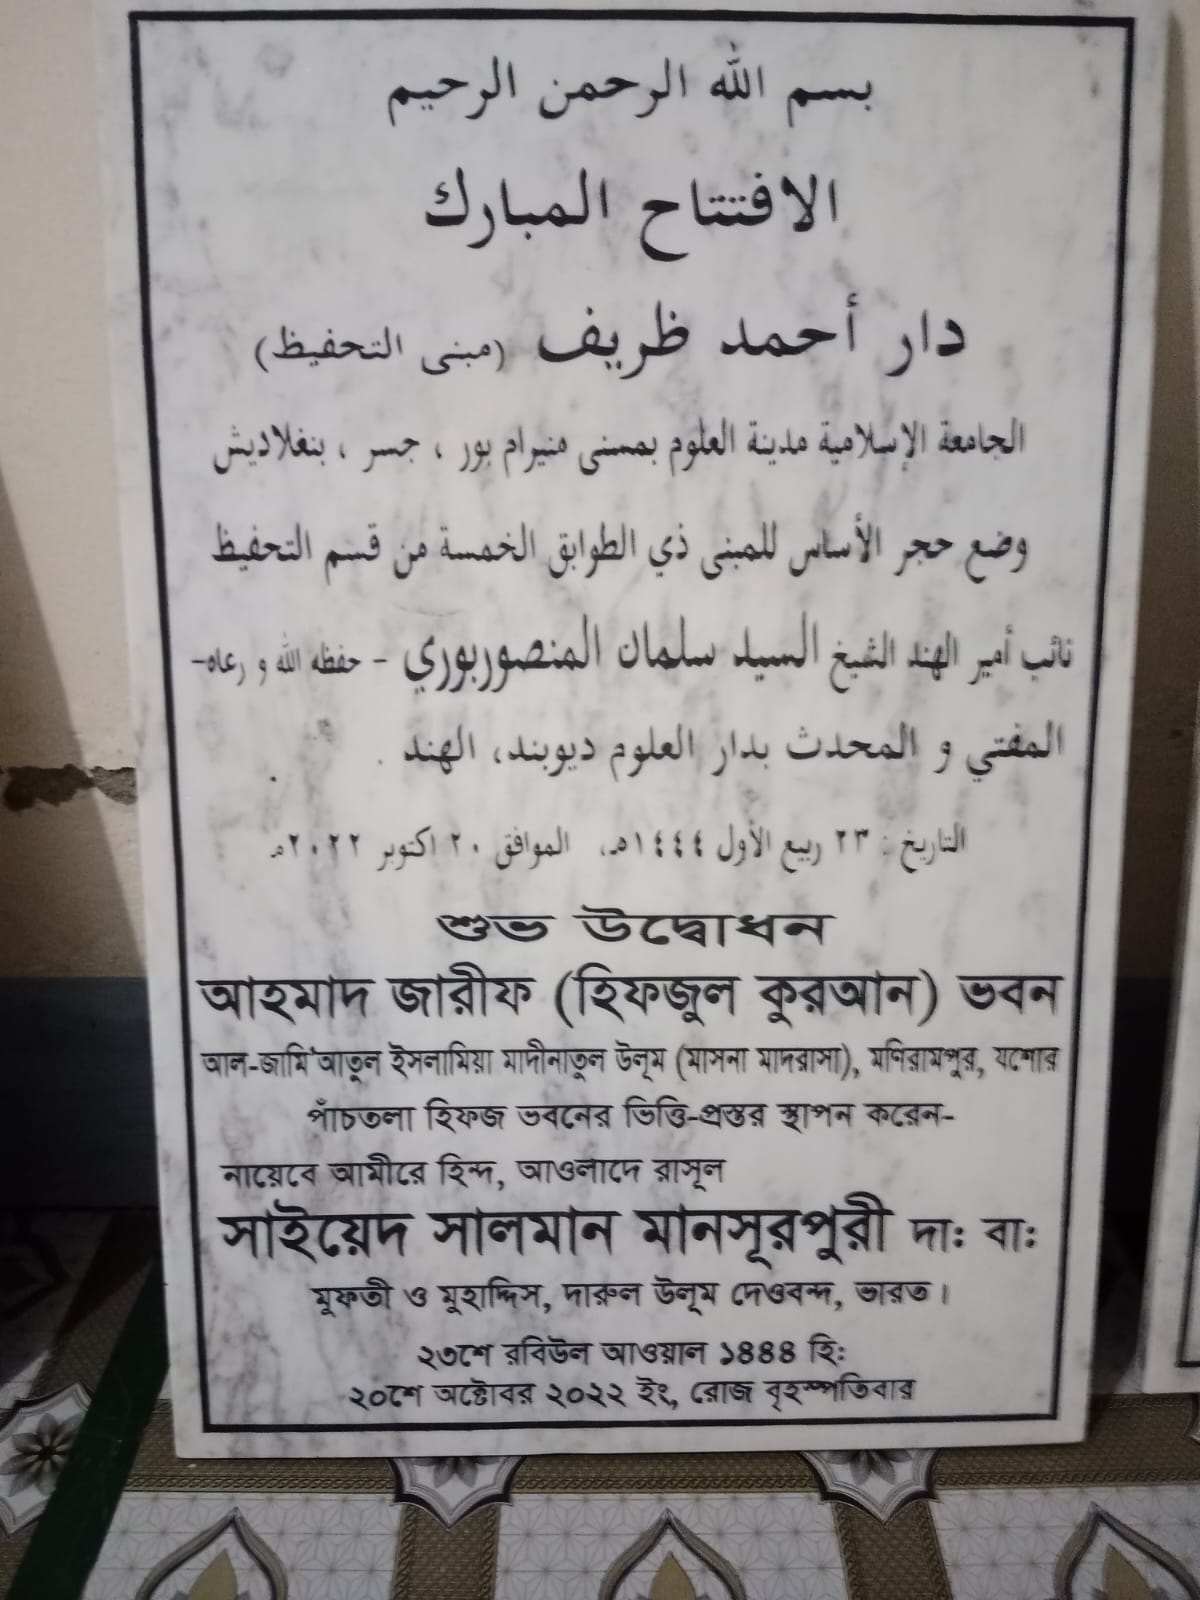 بسم الله الرحمن الرحيم
الافتتاح المبارك
دار أحمد ظريف (مبنى التحفيظ)
الجامعة الإسلامية مدينة العلوم بمسنى منيرام بور ، جسر ، بنغلاديش
وضع حجر الأساس للمبنى ذي الطوابق الخمسة من قسم التحفيظ
نائب أمير الهند الشيخ السيد سلمان المنصوربوري - حفظه الله و رعاه-
المفتي و المحدث بدار العلوم ديوبند، الهند .
التاريخ : ٢٣ ربيع الأول ١٤٤٤هـ، الموافق ٢٠ اكتوبر ٢٠٢٢مـ
শুভ উদ্বোধন
আহমাদ জারীফ (হিফজুল কুরআন) ভবন
আল-জামি'আতুল ইসলামিয়া মাদীনাতুল উলূম (মাসনা মাদরাসা), মণিরামপুর, যশোর
পাঁচতলা হিফজ ভবনের ভিত্তি-প্রস্তর স্থাপন করেন-
নায়েবে আমীরে হিন্দ, আওলাদে রাসূল
সাইয়েদ সালমান মানসূরপুরী দাঃ বাঃ
মুফতী ও মুহাদ্দিস, দারুল উলূম দেওবন্দ, ভারত।
২৩শে রবিউল আওয়াল ১৪৪৪ হিঃ
২০শে অক্টোবর ২০২২ ইং, রোজ বৃহস্পতিবার